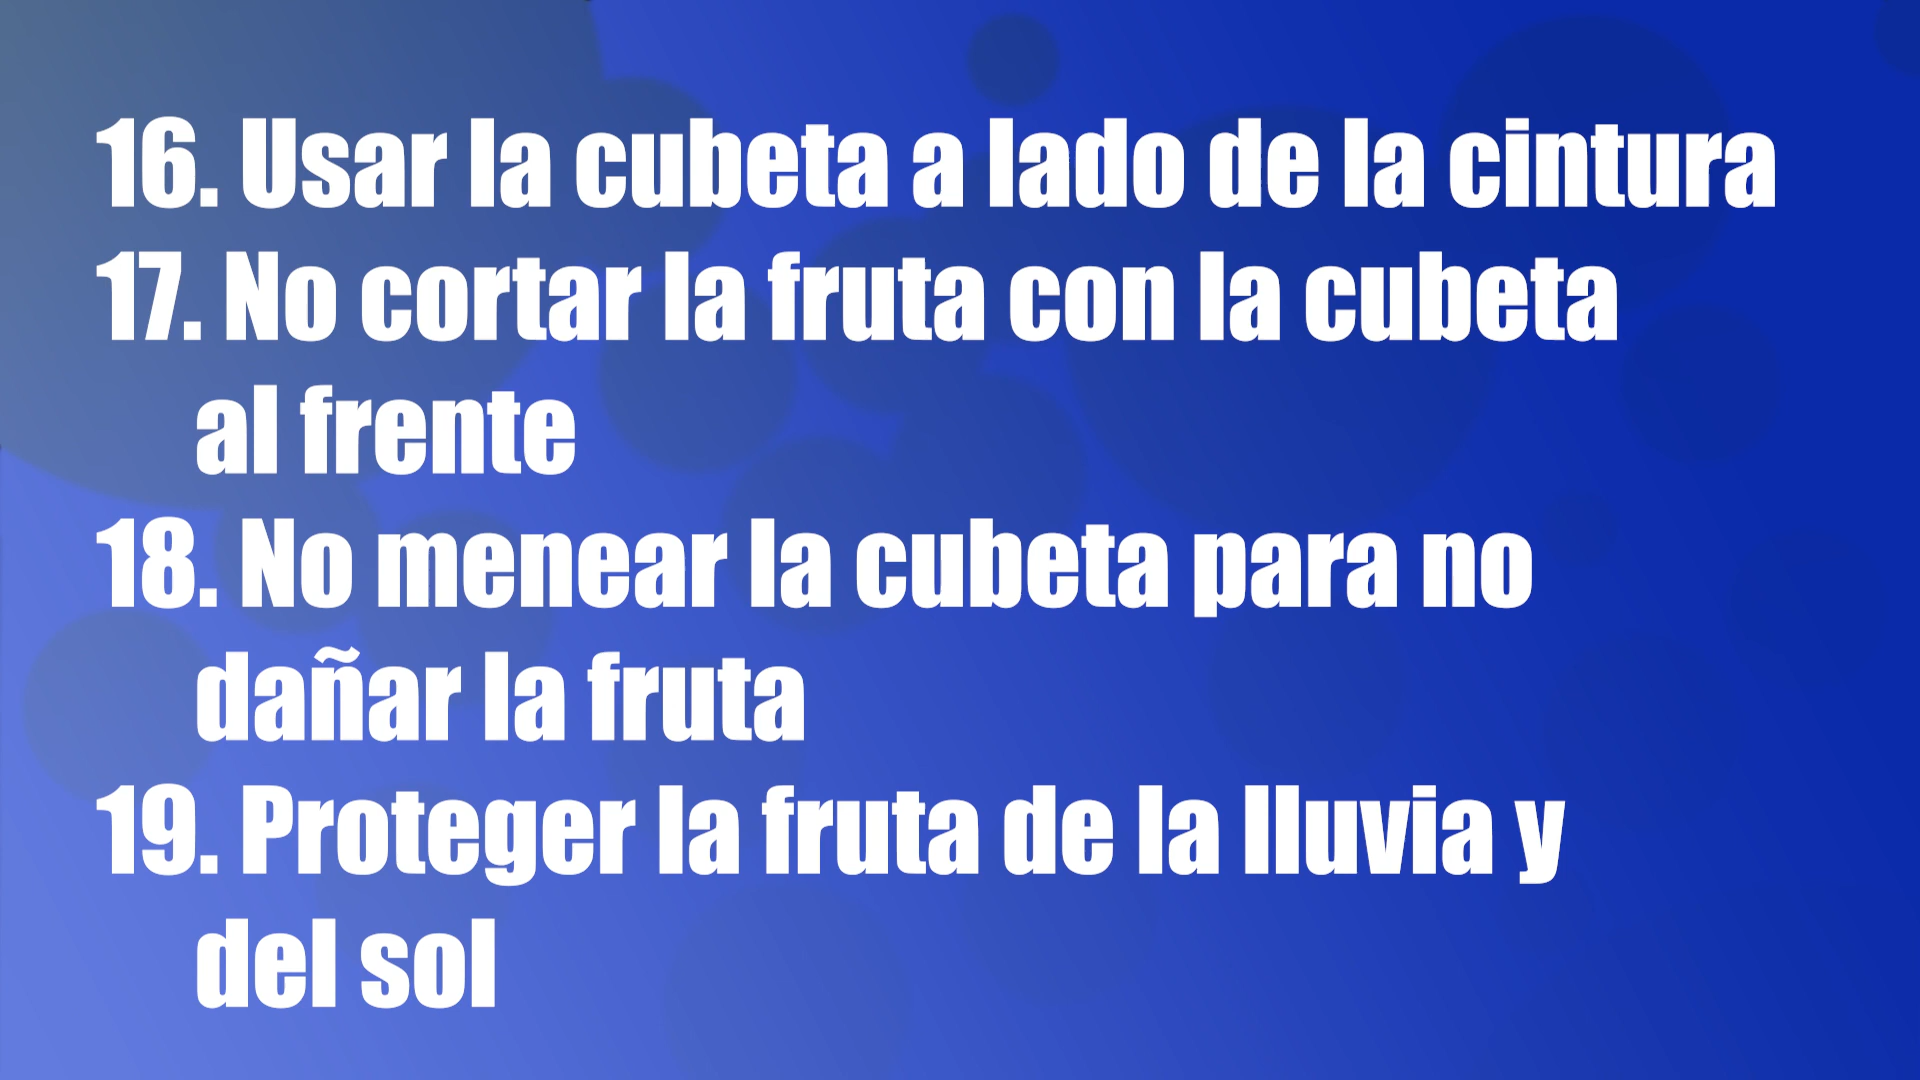 16. Usar la cubeta a lado de la cintura
17. No cortar la fruta con la cubeta
al frente
18. No menear la cubeta para no
dañar la fruta
19. Proteger la fruta de la lluvia y
del sol